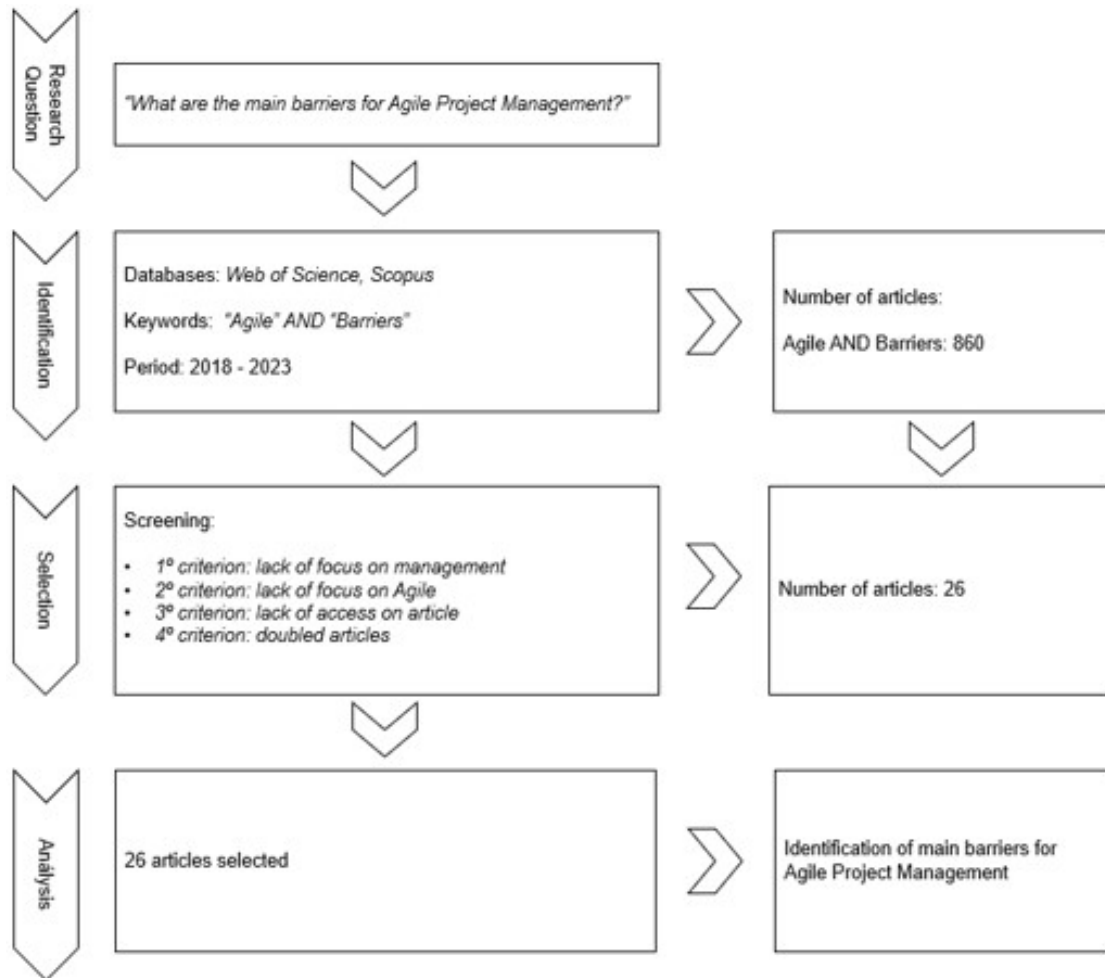 Research
Question
"What are the main barriers for Agile Project Management?"
Identification
Databases: Web of Science, Scopus
Keywords: "Agile" AND "Barriers"
Period: 2018 - 2023
Number of articles:
Agile AND Barriers: 860
Selection
Screening:
• 1º criterion: lack of focus on management
• 2º criterion: lack of focus on Agile
• 3º criterion: lack of access on article
• 4º criterion: doubled articles
Number of articles: 26
Análysis
26 articles selected
Identification of main barriers for
Agile Project Management